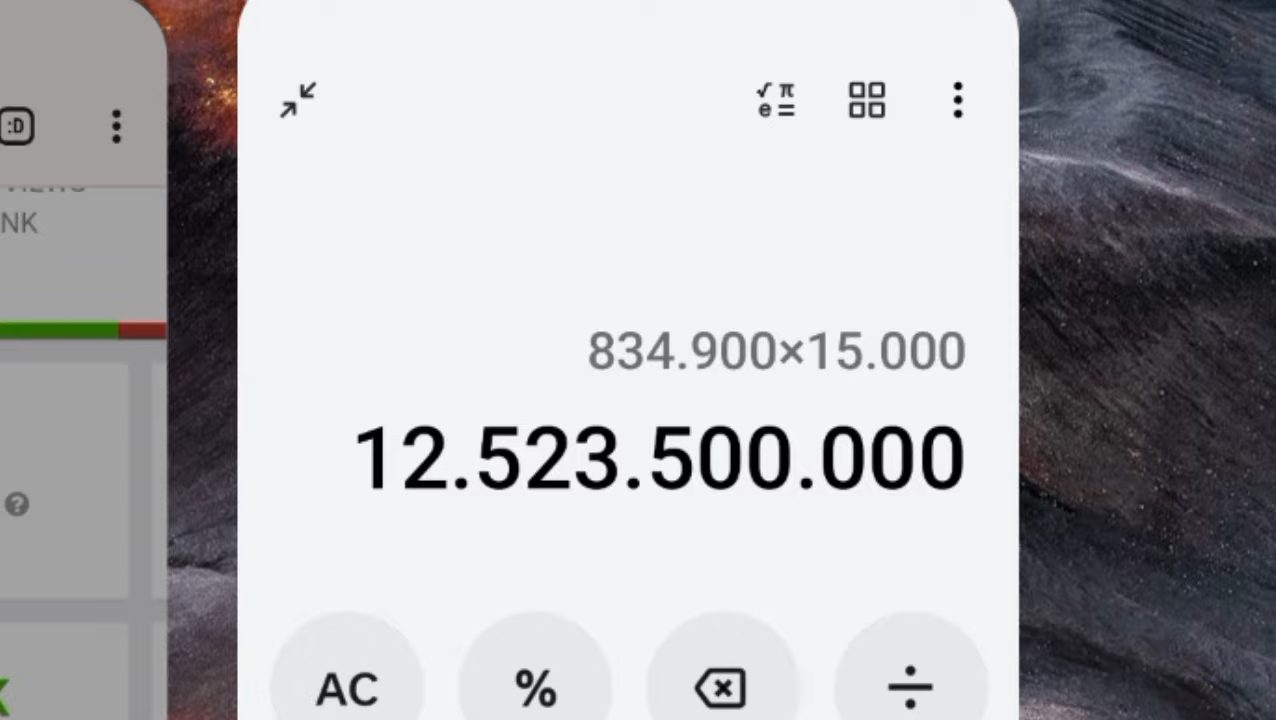 :D
NK
√ π
e =
834.900×15.000
12.523.500.000
?
AC % ÷